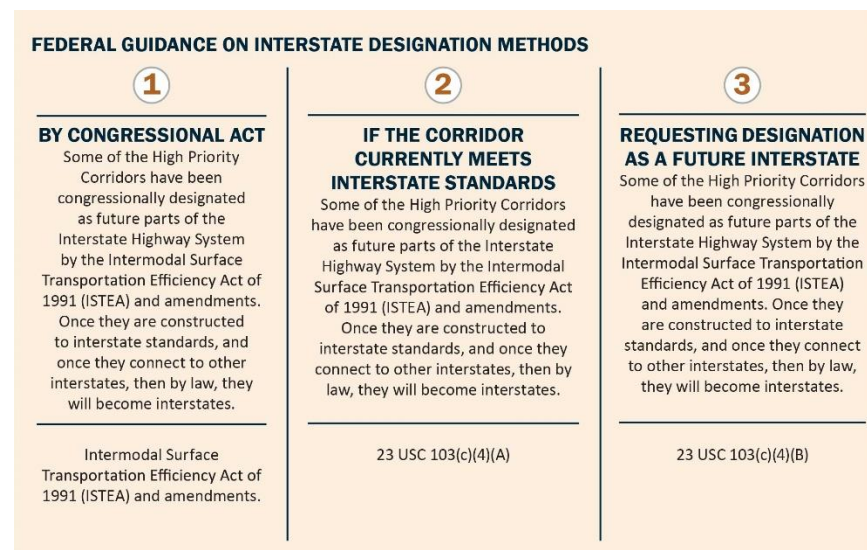 FEDERAL GUIDANCE ON INTERSTATE DESIGNATION METHODS
1
BY CONGRESSIONAL ACT
Some of the High Priority
Corridors have been
congressionally designated
as future parts of the
Interstate Highway System
by the Intermodal Surface
Transportation Efficiency Act of
1991 (ISTEA) and amendments.
Once they are constructed
to interstate standards, and
once they connect to other
interstates, then by law, they
will become interstates.
Intermodal Surface
Transportation Efficiency Act of
1991 (ISTEA) and amendments.
2
IF THE CORRIDOR
CURRENTLY MEETS
INTERSTATE STANDARDS
Some of the High Priority Corridors
have been congressionally designated
as future parts of the Interstate
Highway System by the Intermodal
Surface Transportation Efficiency Act
of 1991 (ISTEA) and amendments.
Once they are constructed to
interstate standards, and once they
connect to other interstates, then by
law, they will become interstates.
23 USC 103(c)(4)(A)
3
REQUESTING DESIGNATION
AS A FUTURE INTERSTATE
Some of the High Priority Corridors
have been congressionally
designated as future parts of the
Interstate Highway System by the
Intermodal Surface Transportation
Efficiency Act of 1991 (ISTEA)
and amendments. Once they
are constructed to interstate
standards, and once they connect
to other interstates, then by law,
they will become interstates.
23 USC 103(c)(4)(B)